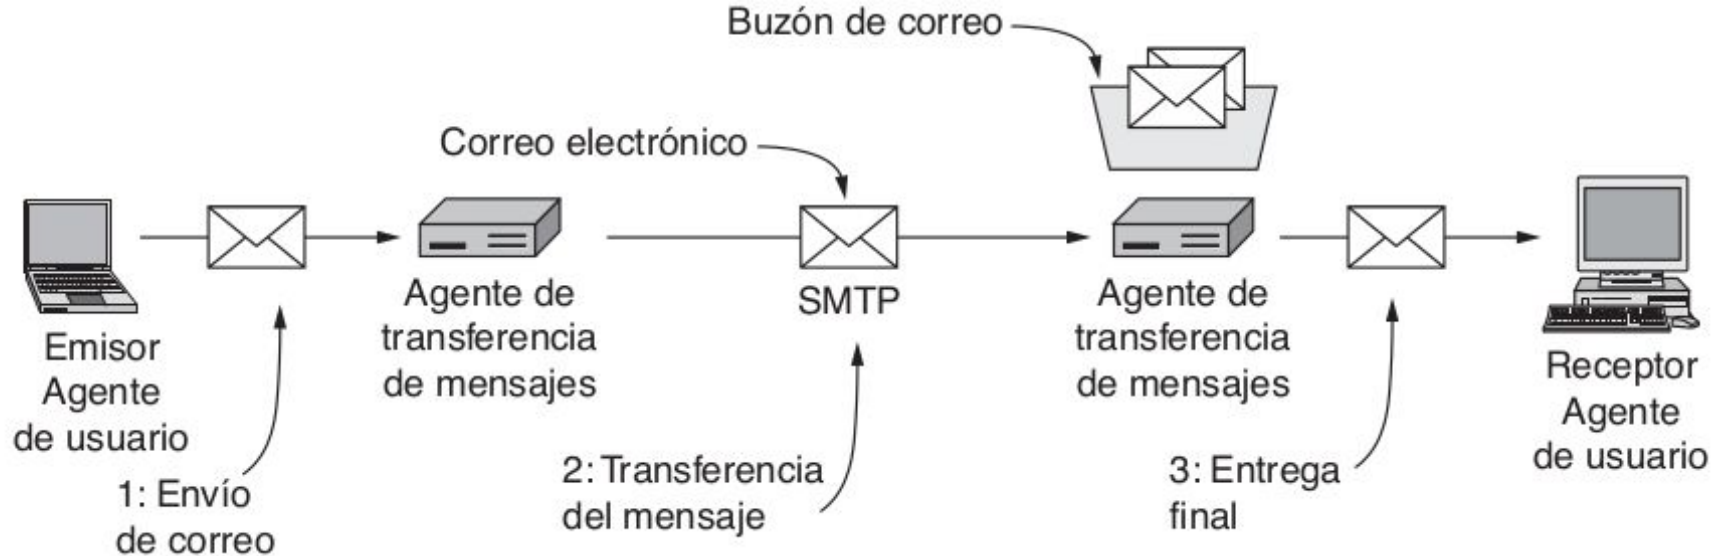 Buzón de correo
Correo electrónico
Emisor
Agente
de usuario
1: Envío
de correo
Agente de
transferencia
de mensajes
SMTP
2: Transferencia
del mensaje
Agente de
transferencia
de mensajes
3: Entrega
final
Receptor
Agente
de usuario